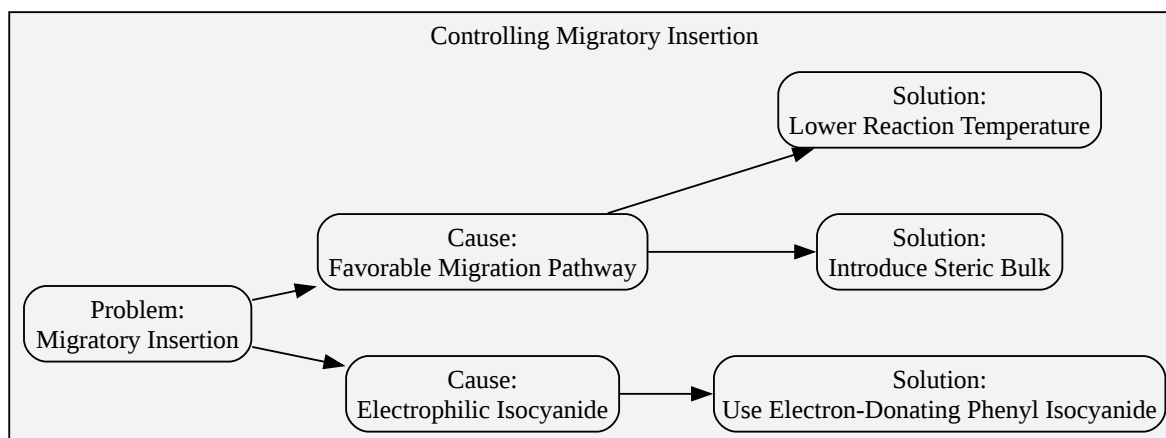 Controlling Migratory Insertion
Solution:
Lower Reaction Temperature
Cause:
Favorable Migration Pathway
Solution:
Introduce Steric Bulk
Problem:
Migratory Insertion
Cause:
Electrophilic Isocyanide
Solution:
Use Electron-Donating Phenyl Isocyanide